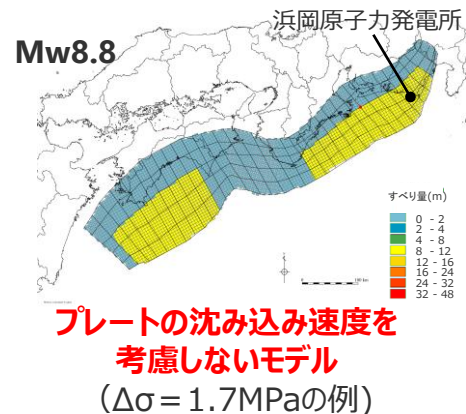 浜岡原子力発電所
Mw8.8
すべり量(m)
0 - 2
2 - 4
4 - 8
8 - 12
12 - 16
16 - 24
24 - 32
32 - 48
100 km
プレートの沈み込み速度を
考慮しないモデル
（Δσ＝1.7MPaの例)